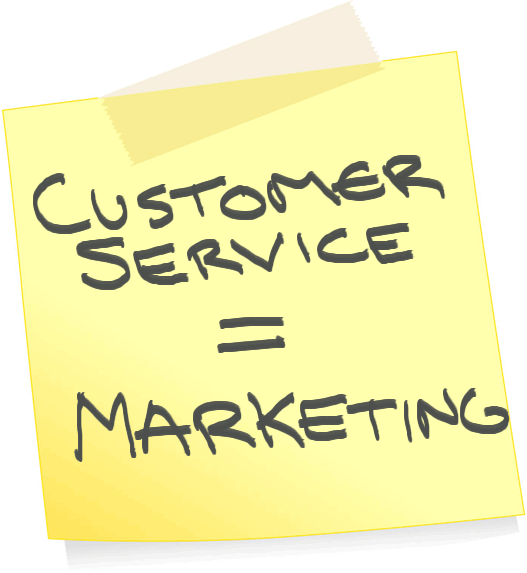 CUSTOMER
SERVICE
=
MARKETING